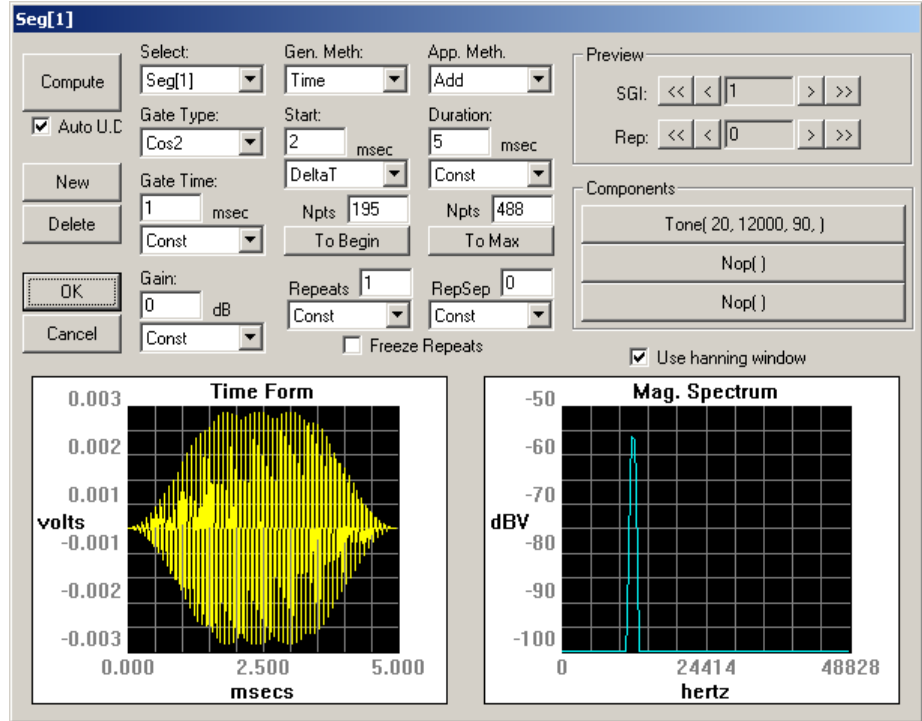 Seg[1]
Select: Gen. Meth: App. Meth. Preview
Compute Seg[1] Time Add SGI: << < 1 > >>
Auto U.D Gate Type: Start: Duration: Rep: << < 0 > >>
Cos2 2 msec 5 msec
New Gate Time: DeltaT Const Components
Delete 1 msec Npts 195 Npts 488 Tone( 20, 12000, 90, )
Const To Begin To Max Nop( )
OK Gain: Repeats 1 RepSep 0 Nop( )
0 dB Const Const
Cancel Const Freeze Repeats Use hanning window
Time Form
0.003
0.002
0.001
volts
-0.001
-0.002
-0.003
0.000 2.500 5.000
msecs
Mag. Spectrum
-50
-60
-70
dBV
-80
-90
-100
0 24414 48828
hertz